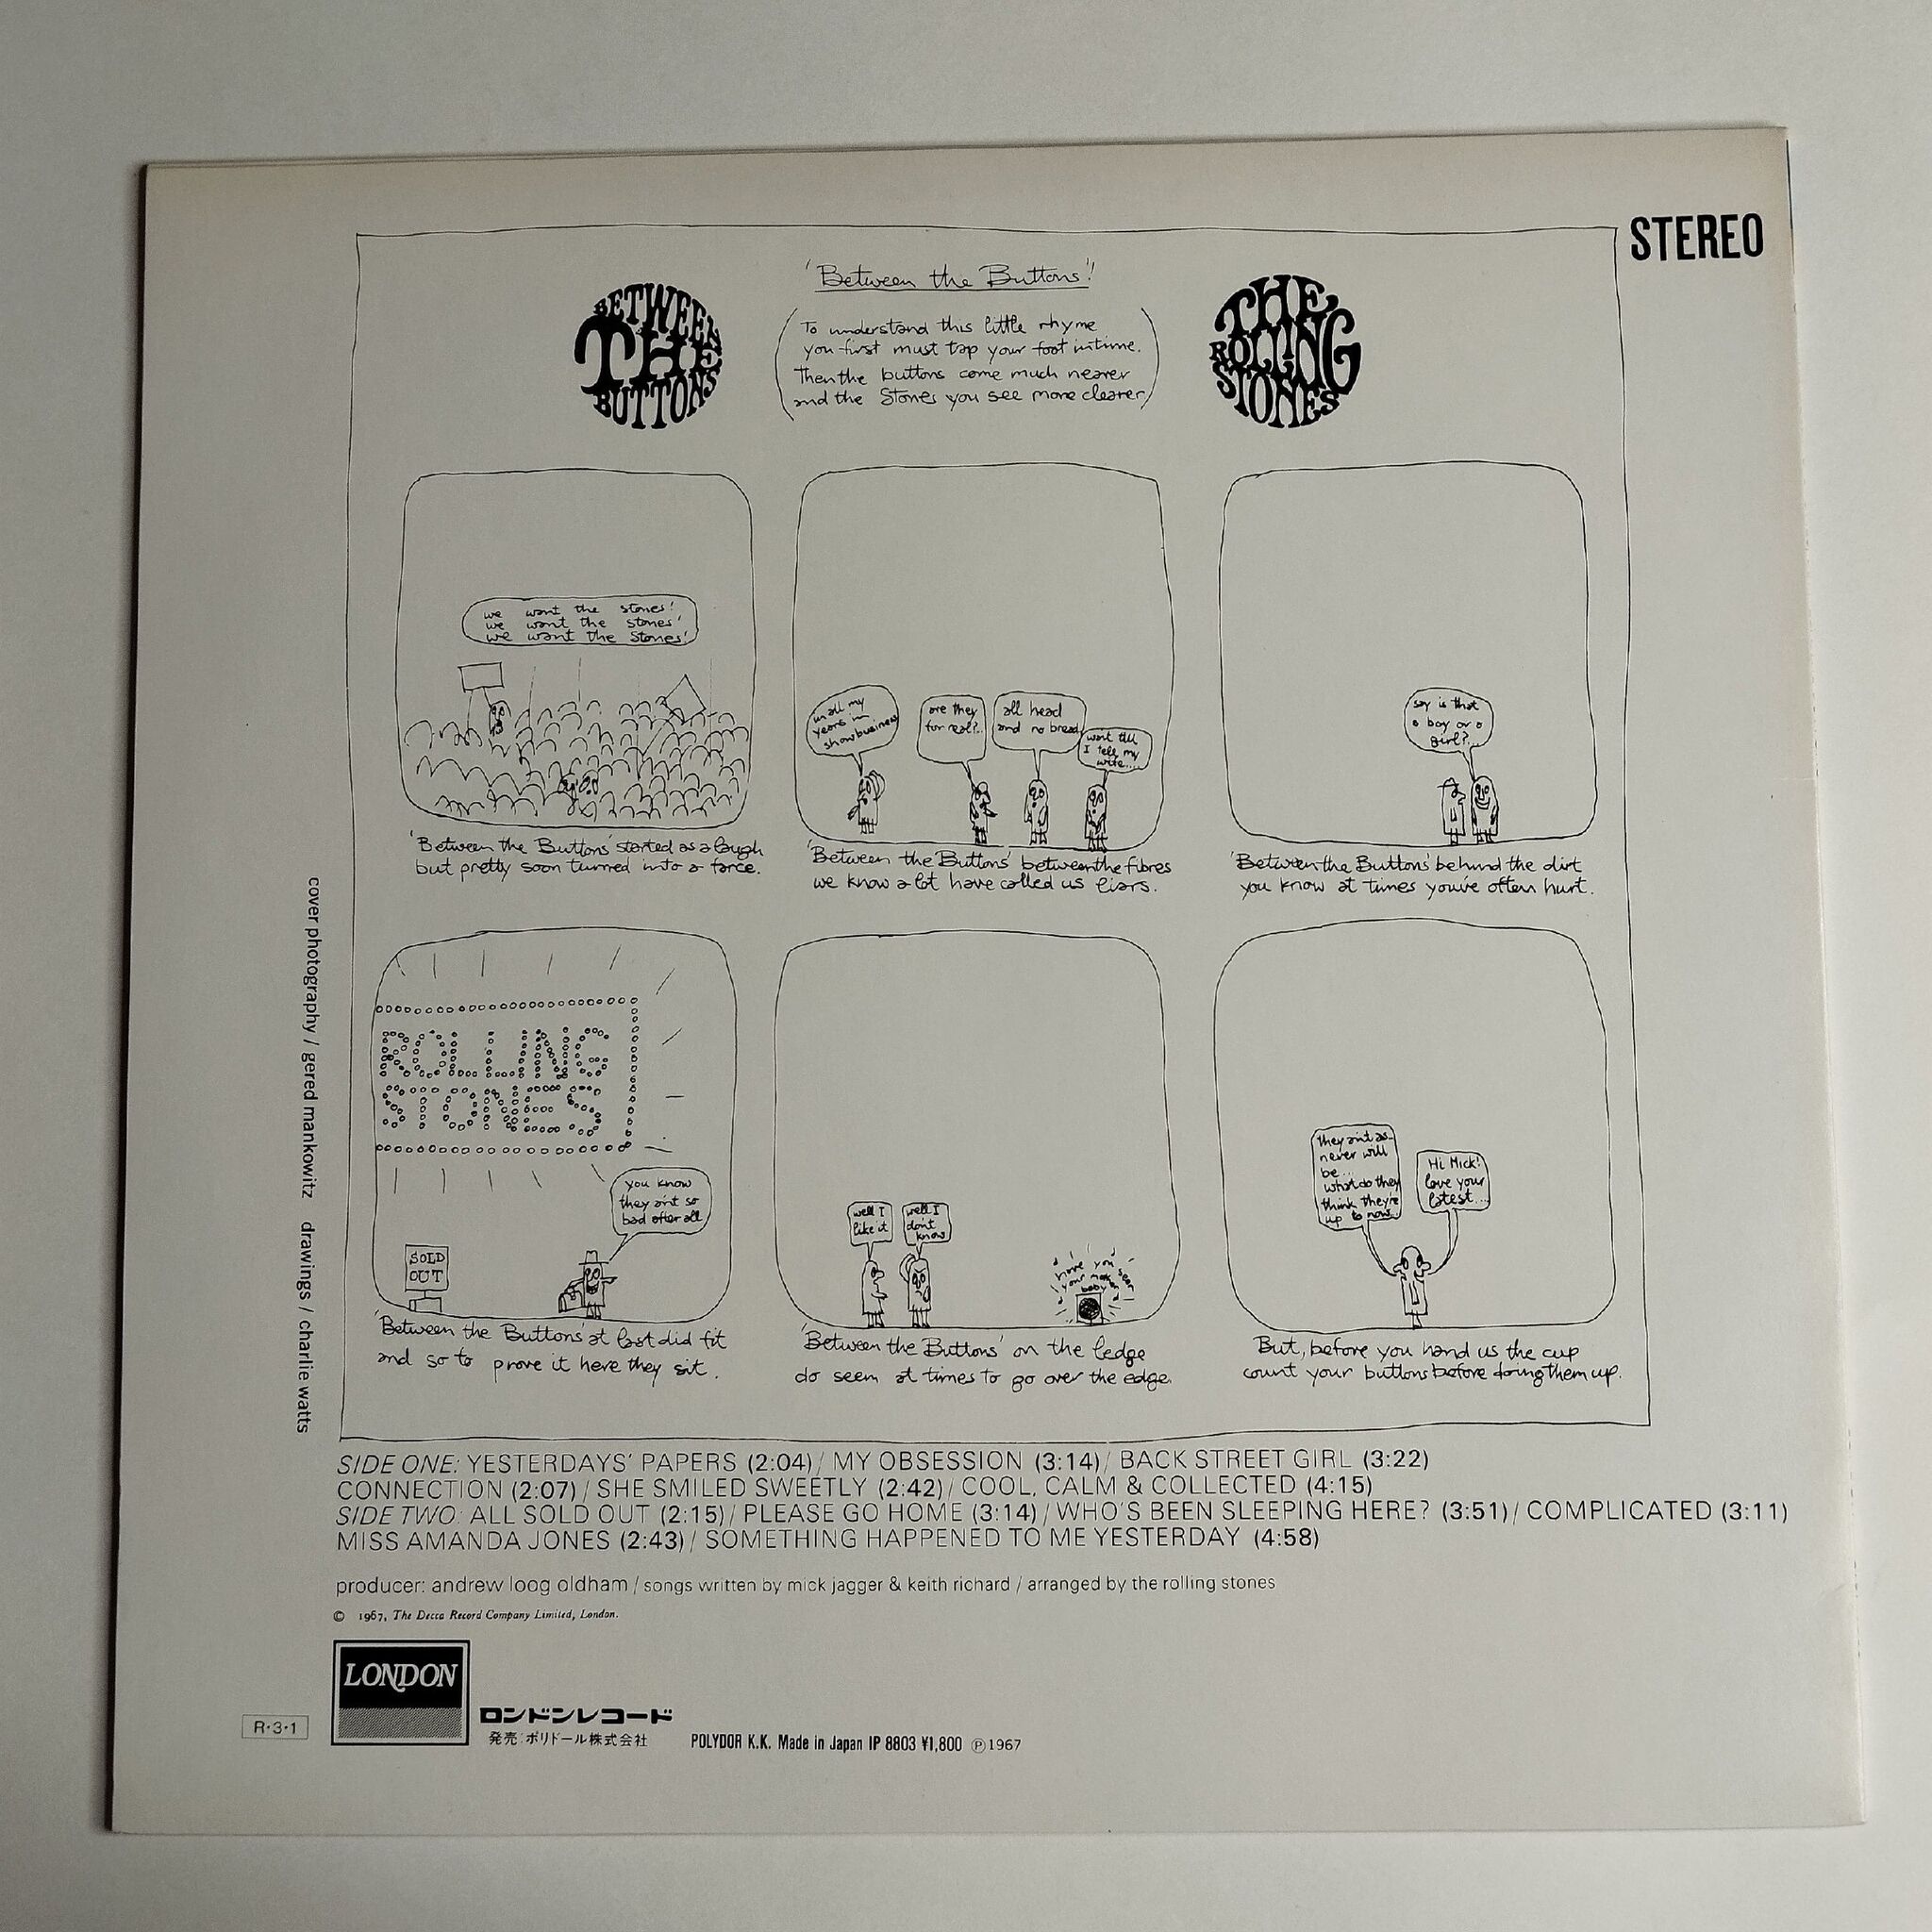 STEREO
BETWEEN
THE
BUTTONS
'Between the Buttons'!
(To understand this little rhyme
you first must tap your foot in time.
Then the buttons come much nearer
and the Stones you see more clearer)
THE
ROLLING
STONES
we want the stones!
we want the stones!
we want the stones!
'Between the Buttons' started as a laugh
but pretty soon turned into a farce.
in all my
years in
showbusiness
are they
for real?..
all head
and no bread
wait till
I tell my
wife....
'Between the Buttons' between the fibres
we know a lot have called us liars.
say is that
a boy or a
girl?..
'Between the Buttons' behind the dirt
you know at times you've often hurt.
ROLLING
STONES
you know
they aint so
bad after all
SOLD
OUT
'Between the Buttons' at last did fit
and so to prove it here they sit.
well I
like it
well I
don't
know
have you seen
your mother
baby
'Between the Buttons' on the ledge
do seem at times to go over the edge.
they aint as-
never will
be...
what do they
think they're
up to now..
Hi Mick!
love your
latest...
But, before you hand us the cup
count your buttons before doing them up.
cover photography / gered mankowitz drawings / charlie watts
SIDE ONE: YESTERDAYS' PAPERS (2:04) / MY OBSESSION (3:14) / BACK STREET GIRL (3:22)
CONNECTION (2:07) / SHE SMILED SWEETLY (2:42) / COOL, CALM & COLLECTED (4:15)
SIDE TWO: ALL SOLD OUT (2:15) / PLEASE GO HOME (3:14) / WHO'S BEEN SLEEPING HERE? (3:51) / COMPLICATED (3:11)
MISS AMANDA JONES (2:43) / SOMETHING HAPPENED TO ME YESTERDAY (4:58)
producer: andrew loog oldham / songs written by mick jagger & keith richard / arranged by the rolling stones
© 1967, The Decca Record Company Limited, London.
LONDON
R·3·1
ロンドンレコード
発売:ポリドール株式会社 POLYDOR K.K. Made in Japan IP 8803 ¥1,800 ℗1967